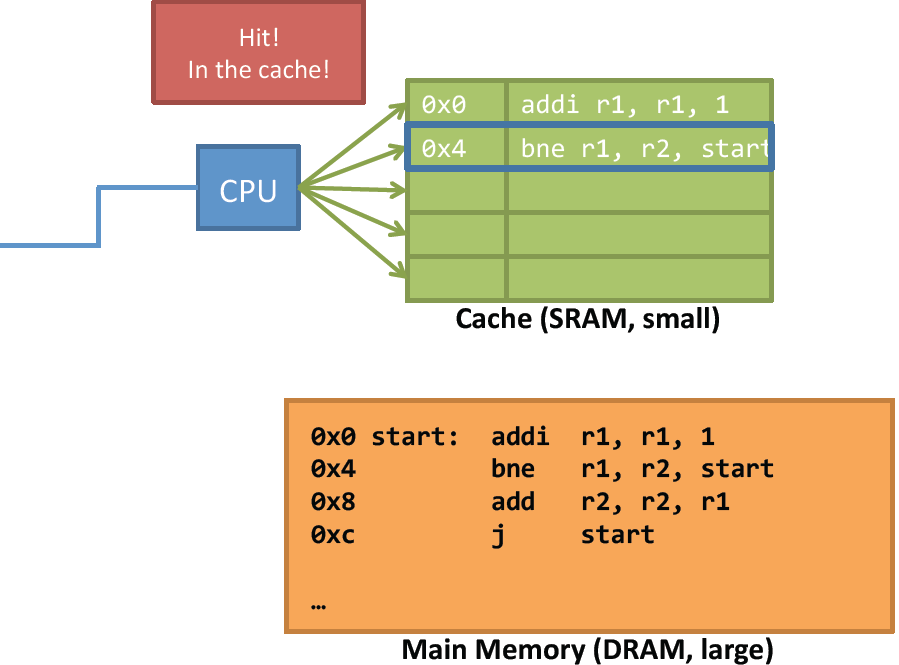 Hit!
In the cache!
0x0 addi r1, r1, 1
CPU
0x4 bne r1, r2, start
Cache (SRAM, small)
0x0 start: addi r1, r1, 1
0x4 bne r1, r2, start
0x8 add r2, r2, r1
0xc j start
…
Main Memory (DRAM, large)